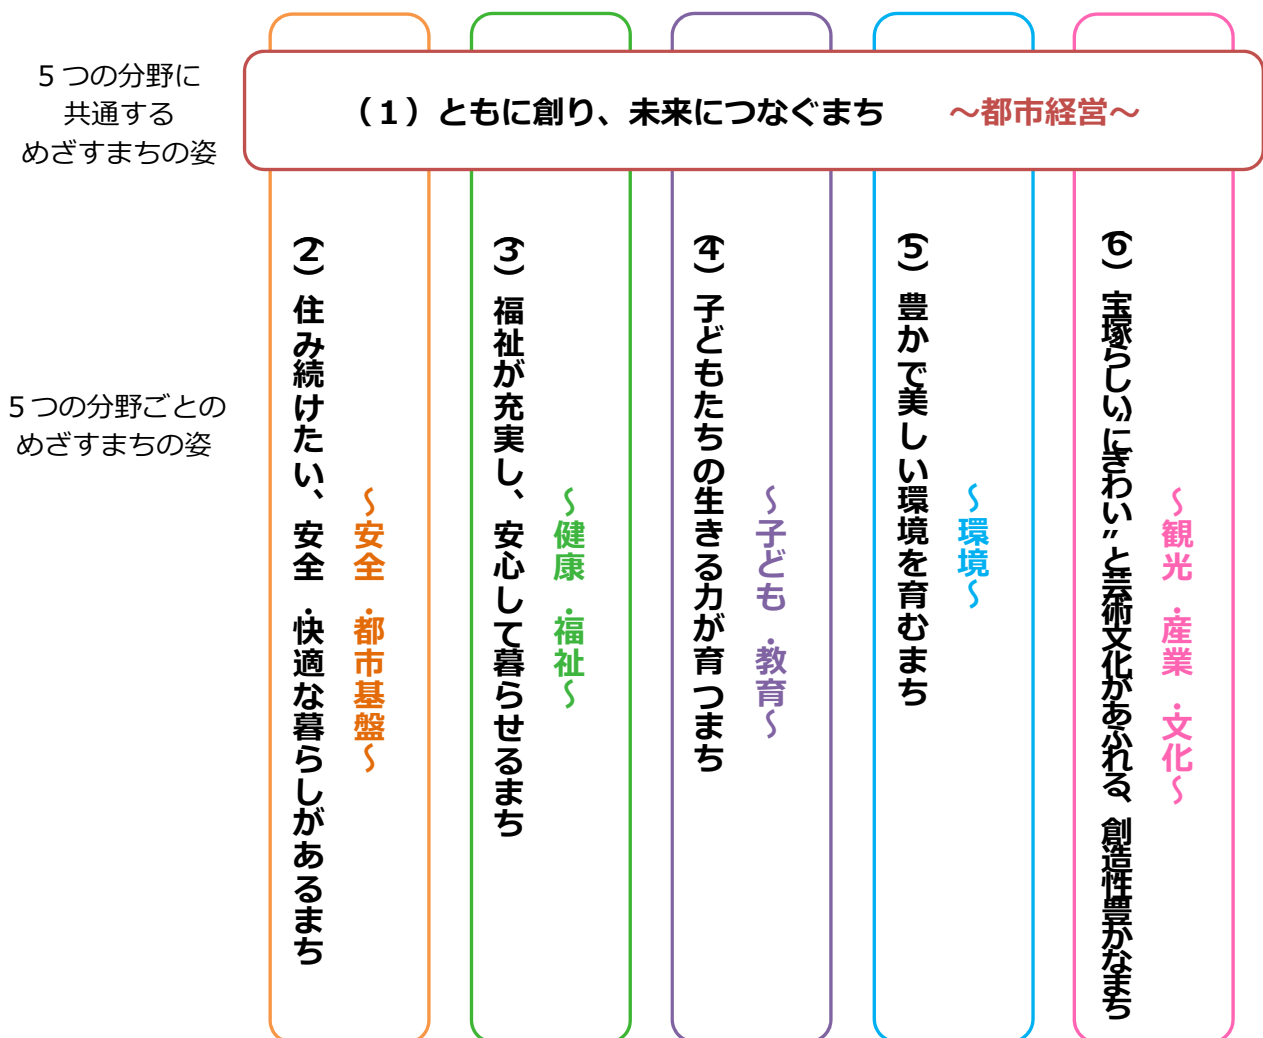 5つの分野に
共通する
めざすまちの姿
（1）ともに創り、未来につなぐまち　～都市経営～
5つの分野ごとの
めざすまちの姿
（2）住み続けたい、安全・快適な暮らしがあるまち
～安全・都市基盤～
（3）福祉が充実し、安心して暮らせるまち
～健康・福祉～
（4）子どもたちの生きる力が育つまち
～子ども・教育～
（5）豊かで美しい環境を育むまち
～環境～
（6）宝塚らしい“にぎわい”と芸術文化があふれる、創造性豊かなまち
～観光・産業・文化～